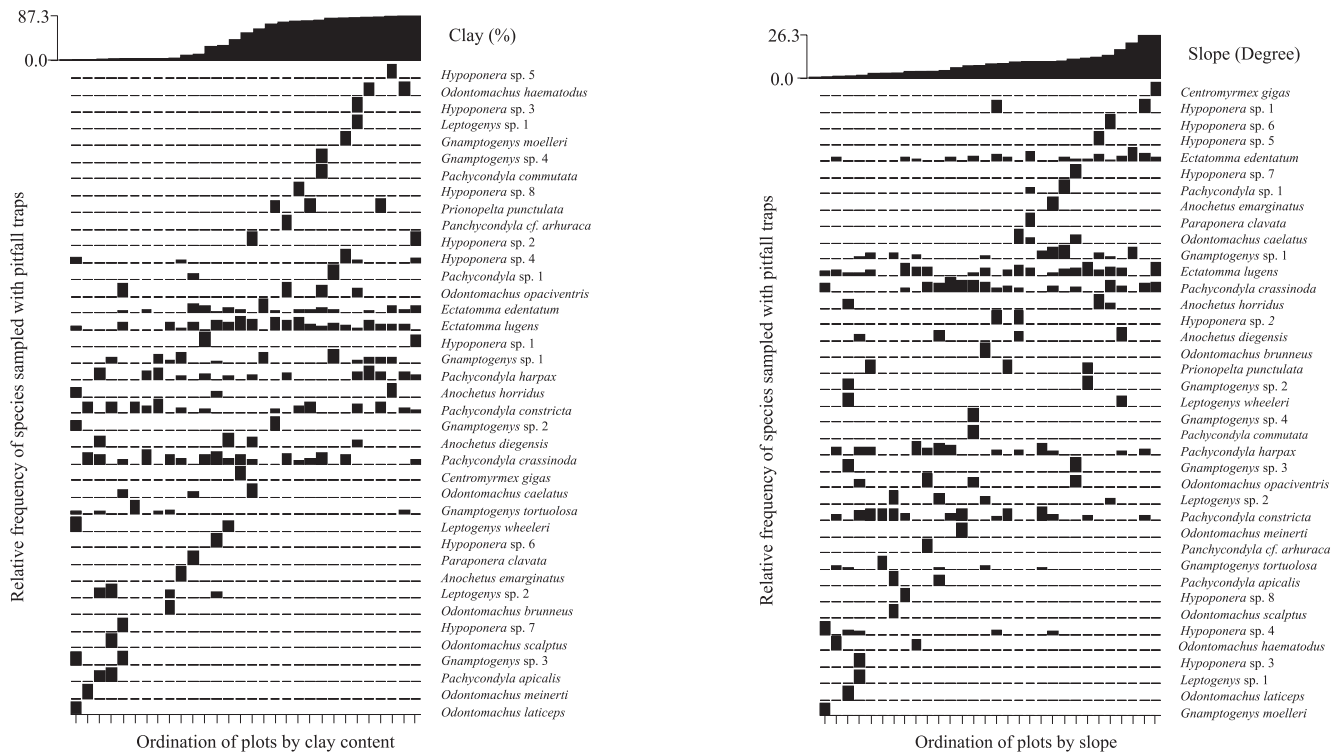 87.3
0.0
Clay (%)
Relative frequency of species sampled with pitfall traps
Hypoponera sp. 5
Odontomachus haematodus
Hypoponera sp. 3
Leptogenys sp. 1
Gnamptogenys moelleri
Gnamptogenys sp. 4
Pachycondyla commutata
Hypoponera sp. 8
Prionopelta punctulata
Panchycondyla cf. arhuraca
Hypoponera sp. 2
Hypoponera sp. 4
Pachycondyla sp. 1
Odontomachus opaciventris
Ectatomma edentatum
Ectatomma lugens
Hypoponera sp. 1
Gnamptogenys sp. 1
Pachycondyla harpax
Anochetus horridus
Pachycondyla constricta
Gnamptogenys sp. 2
Anochetus diegensis
Pachycondyla crassinoda
Centromyrmex gigas
Odontomachus caelatus
Gnamptogenys tortuolosa
Leptogenys wheeleri
Hypoponera sp. 6
Paraponera clavata
Anochetus emarginatus
Leptogenys sp. 2
Odontomachus brunneus
Hypoponera sp. 7
Odontomachus scalptus
Gnamptogenys sp. 3
Pachycondyla apicalis
Odontomachus meinerti
Odontomachus laticeps
Ordination of plots by clay content
26.3
0.0
Slope (Degree)
Relative frequency of species sampled with pitfall traps
Centromyrmex gigas
Hypoponera sp. 1
Hypoponera sp. 6
Hypoponera sp. 5
Ectatomma edentatum
Hypoponera sp. 7
Pachycondyla sp. 1
Anochetus emarginatus
Paraponera clavata
Odontomachus caelatus
Gnamptogenys sp. 1
Ectatomma lugens
Pachycondyla crassinoda
Anochetus horridus
Hypoponera sp. 2
Anochetus diegensis
Odontomachus brunneus
Prionopelta punctulata
Gnamptogenys sp. 2
Leptogenys wheeleri
Gnamptogenys sp. 4
Pachycondyla commutata
Pachycondyla harpax
Gnamptogenys sp. 3
Odontomachus opaciventris
Leptogenys sp. 2
Pachycondyla constricta
Odontomachus meinerti
Panchycondyla cf. arhuraca
Gnamptogenys tortuolosa
Pachycondyla apicalis
Hypoponera sp. 8
Odontomachus scalptus
Hypoponera sp. 4
Odontomachus haematodus
Hypoponera sp. 3
Leptogenys sp. 1
Odontomachus laticeps
Gnamptogenys moelleri
Ordination of plots by slope